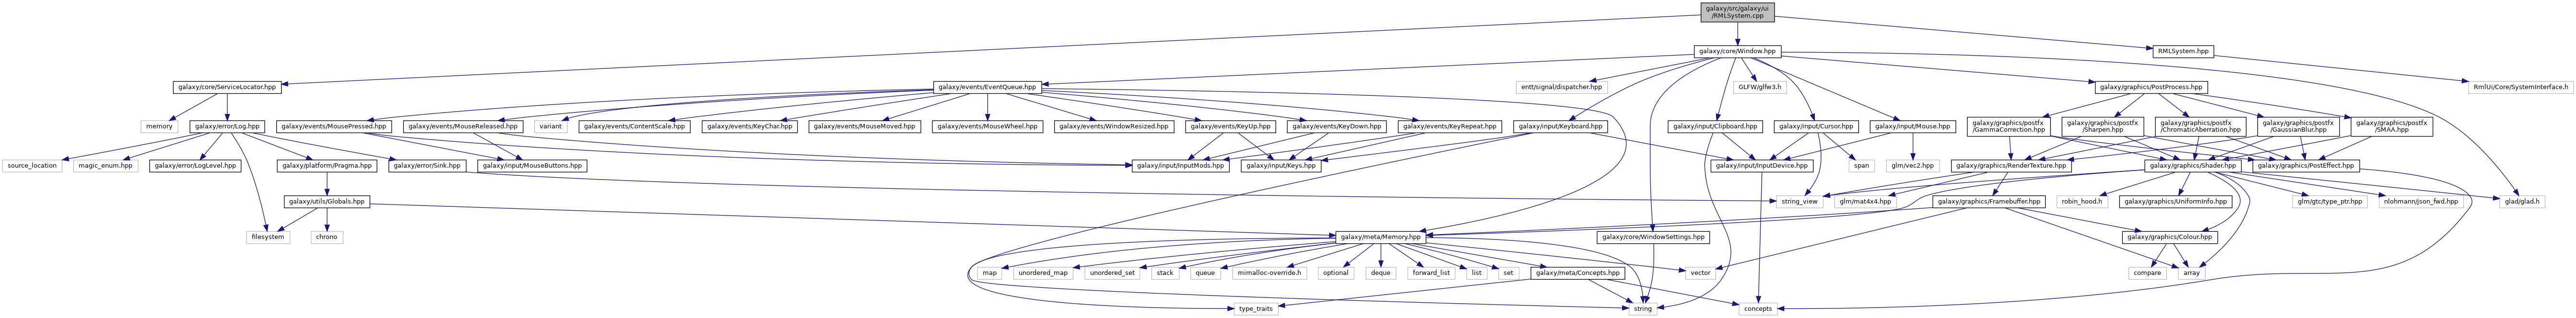 galaxy/src/galaxy/ui
/RMLSystem.cpp
galaxy/core/Window.hpp
RMLSystem.hpp
galaxy/core/ServiceLocator.hpp
galaxy/events/EventQueue.hpp
entt/signal/dispatcher.hpp
GLFW/glfw3.h
galaxy/graphics/PostProcess.hpp
RmlUi/Core/SystemInterface.h
memory
galaxy/error/Log.hpp
galaxy/events/MousePressed.hpp
galaxy/events/MouseReleased.hpp
variant
galaxy/events/ContentScale.hpp
galaxy/events/KeyChar.hpp
galaxy/events/MouseMoved.hpp
galaxy/events/MouseWheel.hpp
galaxy/events/WindowResized.hpp
galaxy/events/KeyUp.hpp
galaxy/events/KeyDown.hpp
galaxy/events/KeyRepeat.hpp
galaxy/input/Keyboard.hpp
galaxy/input/Clipboard.hpp
galaxy/input/Cursor.hpp
galaxy/input/Mouse.hpp
galaxy/graphics/postfx
/GammaCorrection.hpp
galaxy/graphics/postfx
/Sharpen.hpp
galaxy/graphics/postfx
/ChromaticAberration.hpp
galaxy/graphics/postfx
/GaussianBlur.hpp
galaxy/graphics/postfx
/SMAA.hpp
source_location
magic_enum.hpp
galaxy/error/LogLevel.hpp
galaxy/platform/Pragma.hpp
galaxy/error/Sink.hpp
galaxy/input/MouseButtons.hpp
galaxy/input/InputMods.hpp
galaxy/input/Keys.hpp
galaxy/input/InputDevice.hpp
span
glm/vec2.hpp
galaxy/graphics/RenderTexture.hpp
galaxy/graphics/Shader.hpp
galaxy/graphics/PostEffect.hpp
galaxy/utils/Globals.hpp
string_view
glm/mat4x4.hpp
galaxy/graphics/Framebuffer.hpp
robin_hood.h
galaxy/graphics/UniformInfo.hpp
glm/gtc/type_ptr.hpp
nlohmann/json_fwd.hpp
glad/glad.h
filesystem
chrono
galaxy/meta/Memory.hpp
galaxy/core/WindowSettings.hpp
galaxy/graphics/Colour.hpp
map
unordered_map
unordered_set
stack
queue
mimalloc-override.h
optional
deque
forward_list
list
set
galaxy/meta/Concepts.hpp
vector
compare
array
type_traits
string
concepts